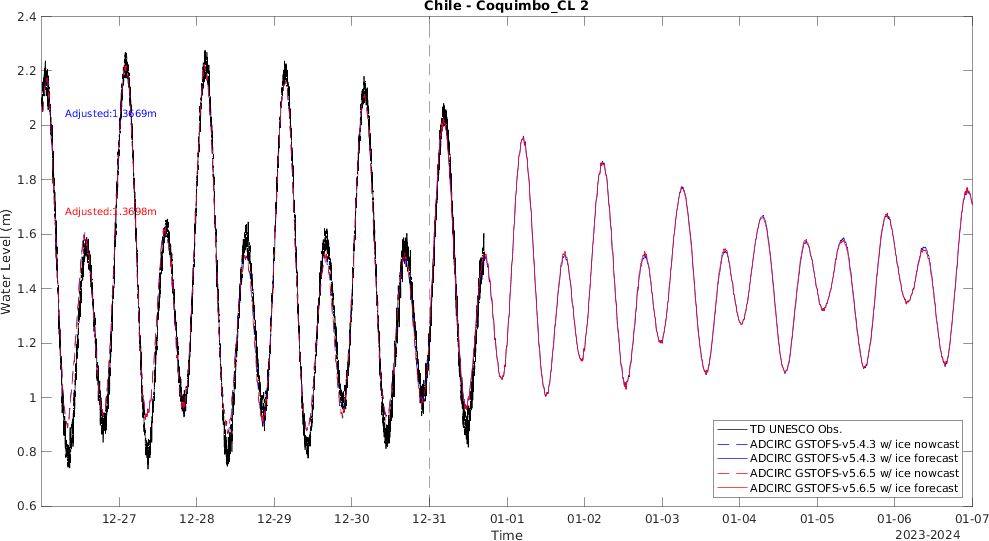 Chile - Coquimbo_CL 2
2.4
2.2
2
1.8
1.6
1.4
1.2
1
0.8
0.6
Water Level (m)
Adjusted:1.3669m
Adjusted:1.3698m
TD UNESCO Obs.
ADCIRC GSTOFS-v5.4.3 w/ ice nowcast
ADCIRC GSTOFS-v5.4.3 w/ ice forecast
ADCIRC GSTOFS-v5.6.5 w/ ice nowcast
ADCIRC GSTOFS-v5.6.5 w/ ice forecast
12-27 12-28 12-29 12-30 12-31 01-01 01-02 01-03 01-04 01-05 01-06 01-07
Time
2023-2024